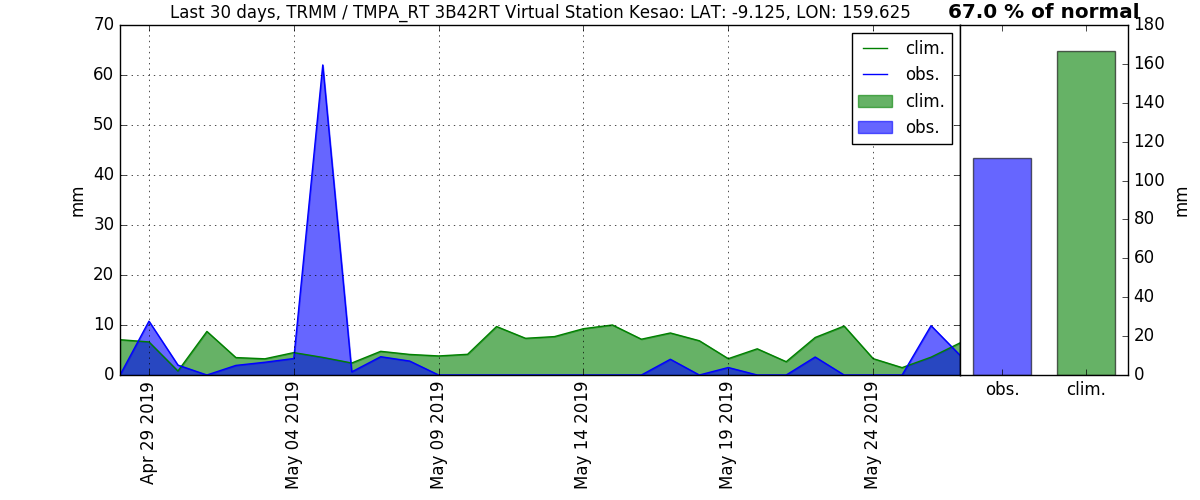 Last 30 days, TRMM / TMPA_RT 3B42RT Virtual Station Kesao: LAT: -9.125, LON: 159.625
67.0 % of normal
70
60
50
40
30
20
10
0
mm
clim.
obs.
clim.
obs.
Apr 29 2019
May 04 2019
May 09 2019
May 14 2019
May 19 2019
May 24 2019
180
160
140
120
100
80
60
40
20
0
mm
obs.
clim.